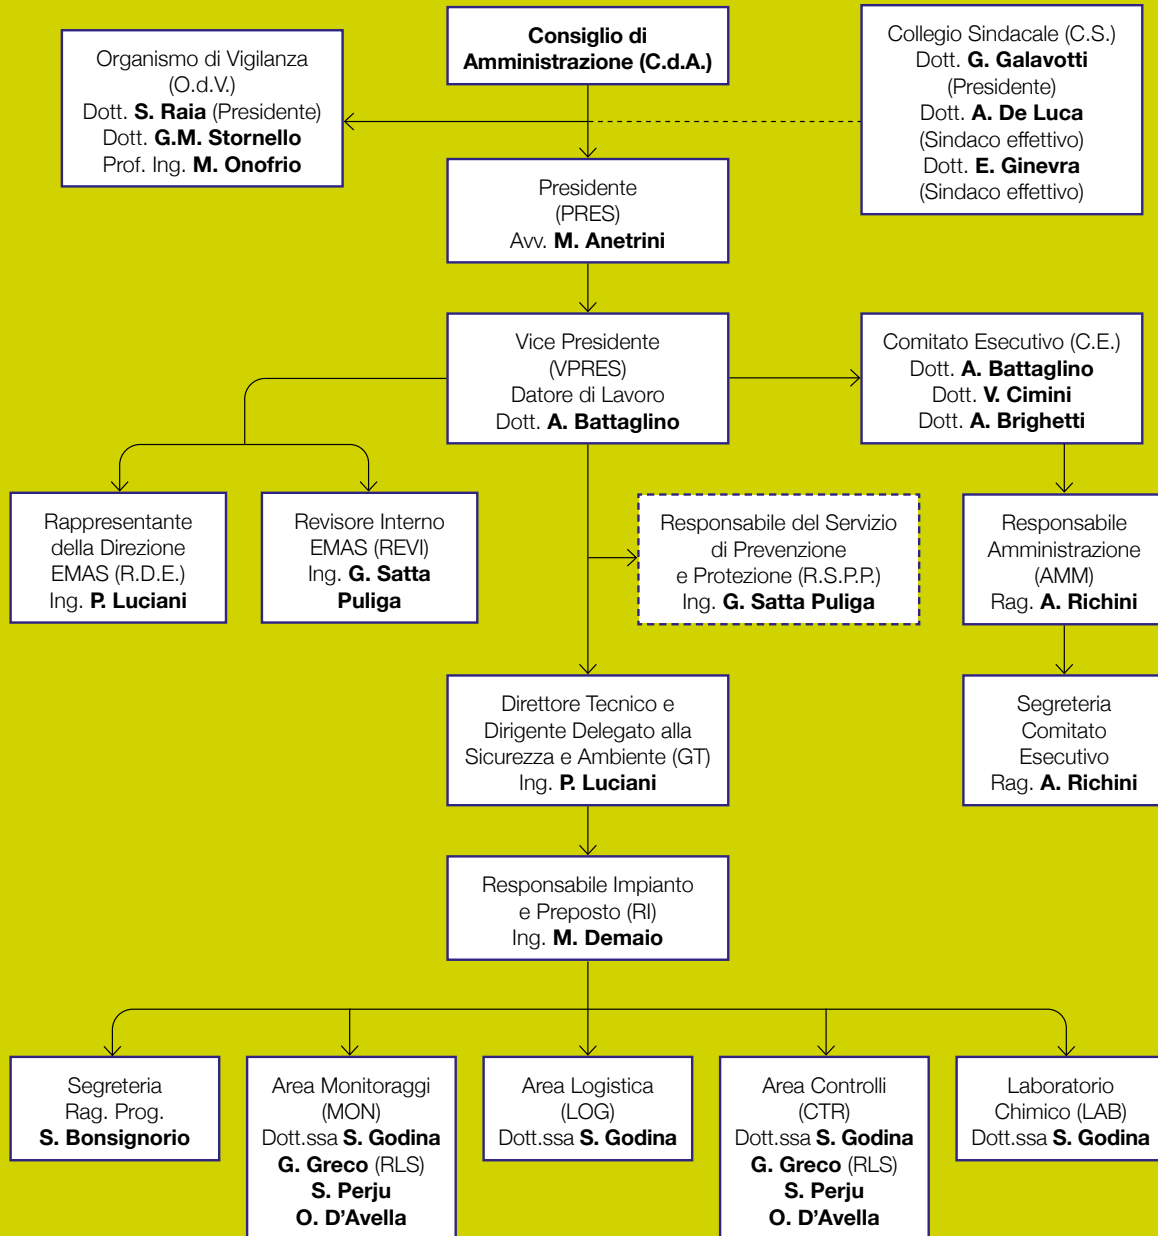 Consiglio di
Amministrazione (C.d.A.)
Organismo di Vigilanza
(O.d.V.)
Dott. S. Raia (Presidente)
Dott. G.M. Stornello
Prof. Ing. M. Onofrio
Collegio Sindacale (C.S.)
Dott. G. Galavotti
(Presidente)
Dott. A. De Luca
(Sindaco effettivo)
Dott. E. Ginevra
(Sindaco effettivo)
Presidente
(PRES)
Avv. M. Anetrini
Vice Presidente
(VPRES)
Datore di Lavoro
Dott. A. Battaglino
Comitato Esecutivo (C.E.)
Dott. A. Battaglino
Dott. V. Cimini
Dott. A. Brighetti
Rappresentante
della Direzione
EMAS (R.D.E.)
Ing. P. Luciani
Revisore Interno
EMAS (REVI)
Ing. G. Satta
Puliga
Responsabile del Servizio
di Prevenzione
e Protezione (R.S.P.P.)
Ing. G. Satta Puliga
Responsabile
Amministrazione
(AMM)
Rag. A. Richini
Direttore Tecnico e
Dirigente Delegato alla
Sicurezza e Ambiente (GT)
Ing. P. Luciani
Segreteria
Comitato
Esecutivo
Rag. A. Richini
Responsabile Impianto
e Preposto (RI)
Ing. M. Demaio
Segreteria
Rag. Prog.
S. Bonsignorio
Area Monitoraggi
(MON)
Dott.ssa S. Godina
G. Greco (RLS)
S. Perju
O. D'Avella
Area Logistica
(LOG)
Dott.ssa S. Godina
Area Controlli
(CTR)
Dott.ssa S. Godina
G. Greco (RLS)
S. Perju
O. D'Avella
Laboratorio
Chimico (LAB)
Dott.ssa S. Godina